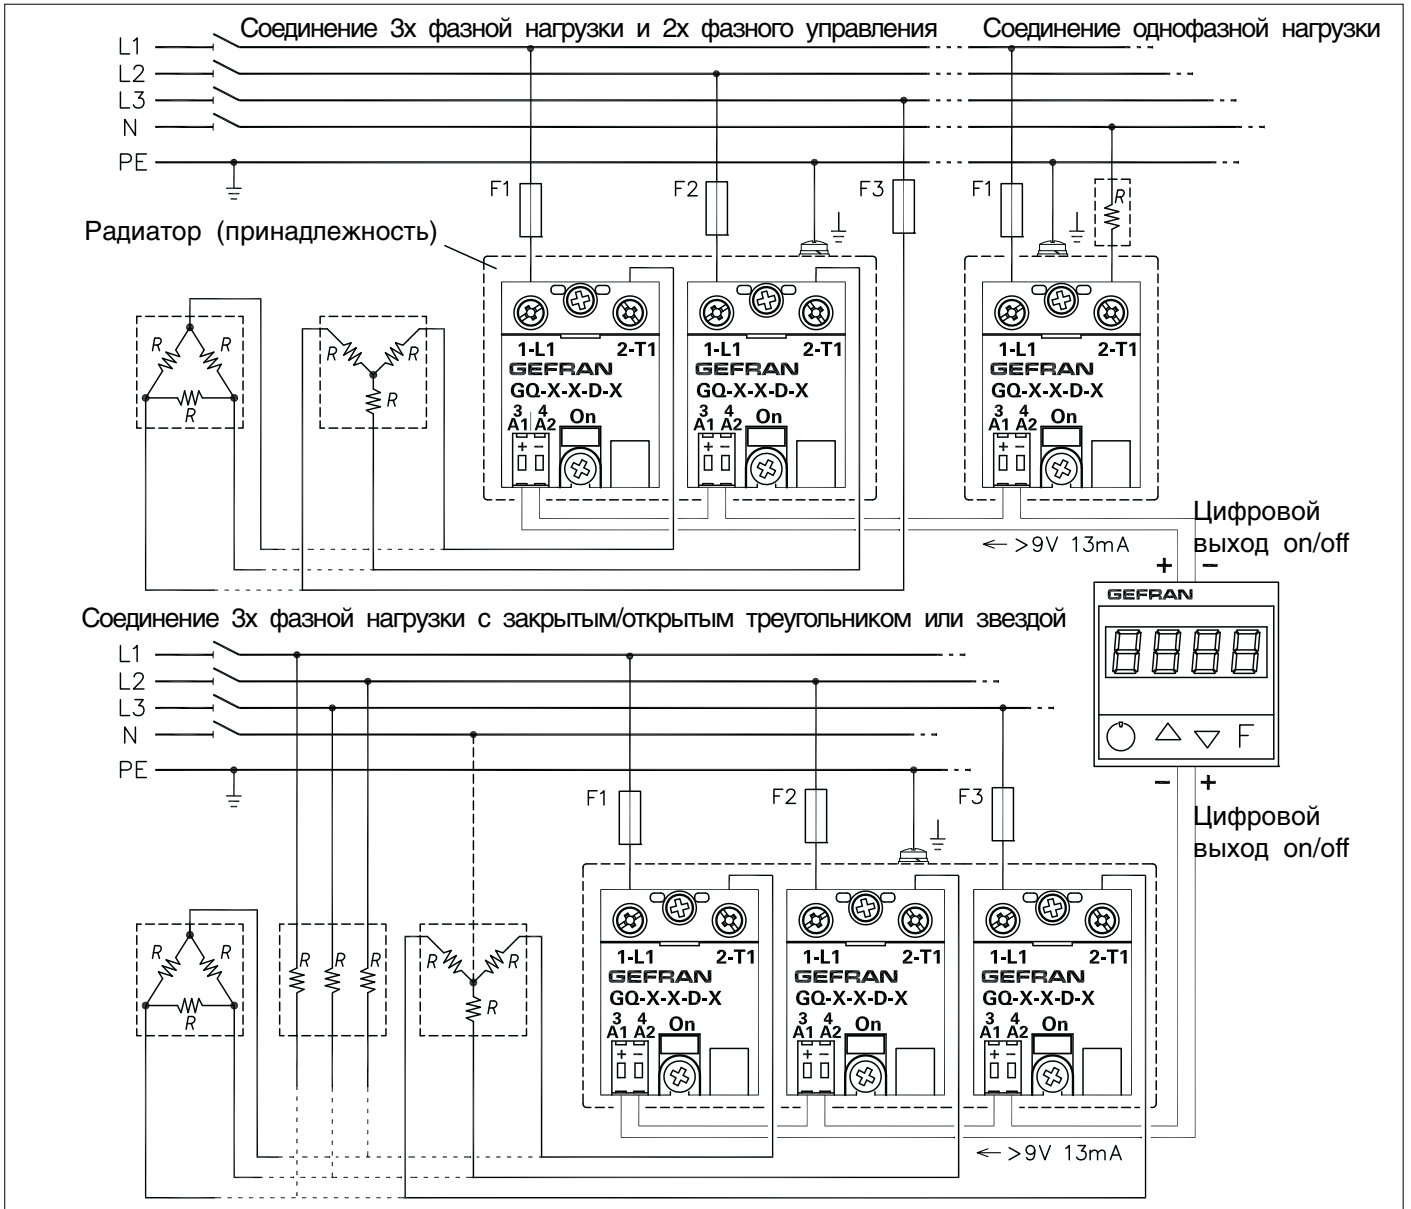 Соединение 3х фазной нагрузки и 2х фазного управления
Соединение однофазной нагрузки
L1
L2
L3
N
PE
F1
F2
F3
F1
R
Радиатор (принадлежность)
R
R
R
R
R
R
1-L1 2-T1
GEFRAN
GQ-X-X-D-X
3 4
A1 A2 On
+ −
1-L1 2-T1
GEFRAN
GQ-X-X-D-X
3 4
A1 A2 On
+ −
1-L1 2-T1
GEFRAN
GQ-X-X-D-X
3 4
A1 A2 On
+ −
Цифровой
выход on/off
← >9V 13mA
+ −
GEFRAN
8888
F
− +
Цифровой
выход on/off
Соединение 3х фазной нагрузки с закрытым/открытым треугольником или звездой
L1
L2
L3
N
PE
F1
F2
F3
R
R
R
R
R
R
R
R
R
1-L1 2-T1
GEFRAN
GQ-X-X-D-X
3 4
A1 A2 On
+ −
1-L1 2-T1
GEFRAN
GQ-X-X-D-X
3 4
A1 A2 On
+ −
1-L1 2-T1
GEFRAN
GQ-X-X-D-X
3 4
A1 A2 On
+ −
← >9V 13mA